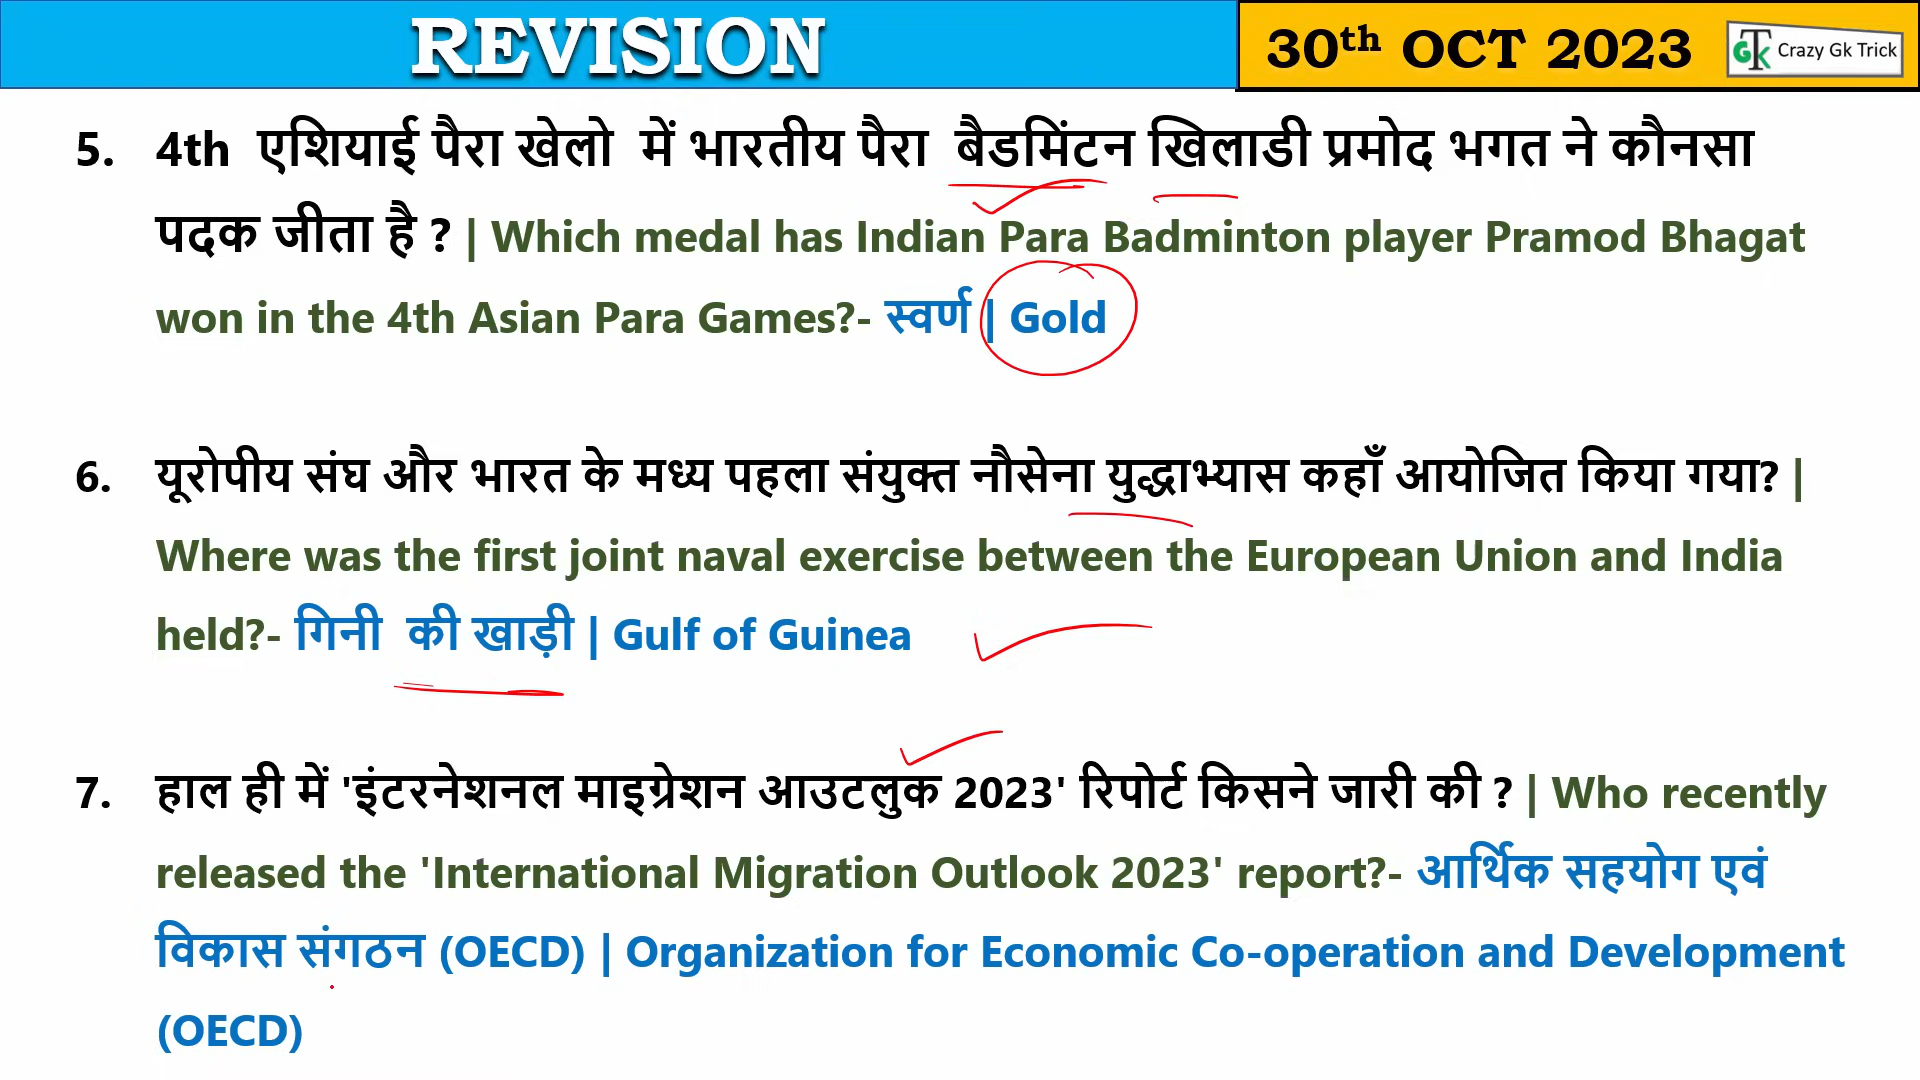 REVISION
30th OCT 2023
GTK Crazy Gk Trick
5. 4th एशियाई पैरा खेलो में भारतीय पैरा बैडमिंटन खिलाडी प्रमोद भगत ने कौनसा
पदक जीता है ? | Which medal has Indian Para Badminton player Pramod Bhagat
won in the 4th Asian Para Games?- स्वर्ण | Gold
6. यूरोपीय संघ और भारत के मध्य पहला संयुक्त नौसेना युद्धाभ्यास कहाँ आयोजित किया गया? |
Where was the first joint naval exercise between the European Union and India
held?- गिनी की खाड़ी | Gulf of Guinea
7. हाल ही में 'इंटरनेशनल माइग्रेशन आउटलुक 2023' रिपोर्ट किसने जारी की ? | Who recently
released the 'International Migration Outlook 2023' report?- आर्थिक सहयोग एवं
विकास संगठन (OECD) | Organization for Economic Co-operation and Development
(OECD)